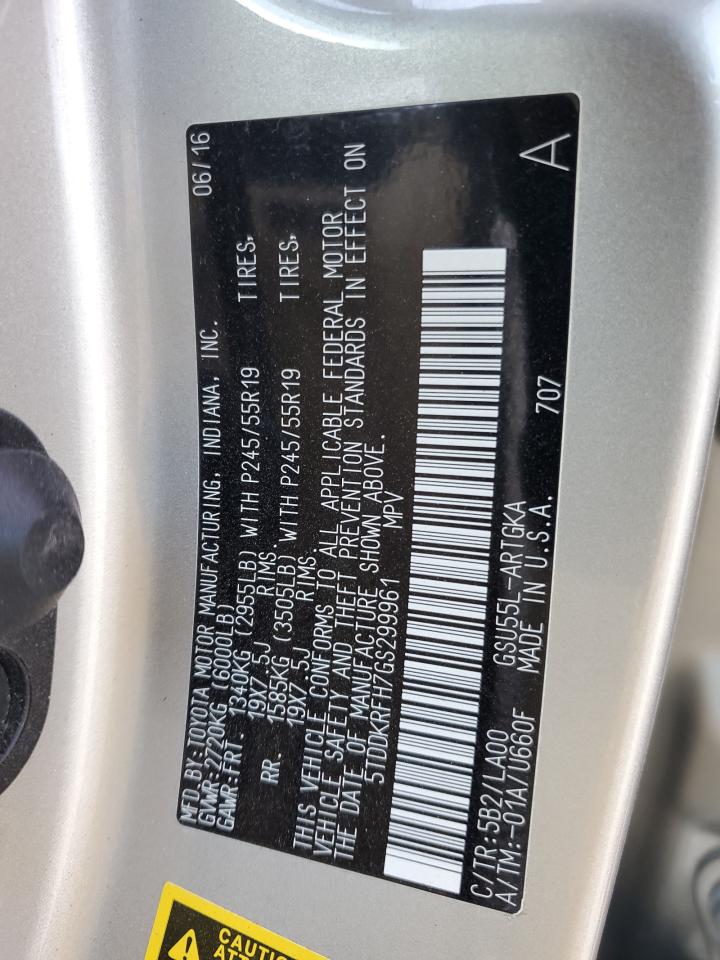 MFD.BY:TOYOTA MOTOR MANUFACTURING, INDIANA, INC. 06/16
GVWR:2720KG (6000LB)
GAWR:FRT. 1340KG (2955LB) WITH P245/55R19 TIRES,
19X7.5J RIMS
RR. 1585KG (3505LB) WITH P245/55R19 TIRES,
19X7.5J RIMS.
THIS VEHICLE CONFORMS TO ALL APPLICABLE FEDERAL MOTOR
VEHICLE SAFETY AND THEFT PREVENTION STANDARDS IN EFFECT ON
THE DATE OF MANUFACTURE SHOWN ABOVE.
5TDDKRFH7GS299961 MPV
C/TR:5B2/LA00 GSU55L-ARTGKA 707
A/TM:-01A/U660F MADE IN U.S.A. A